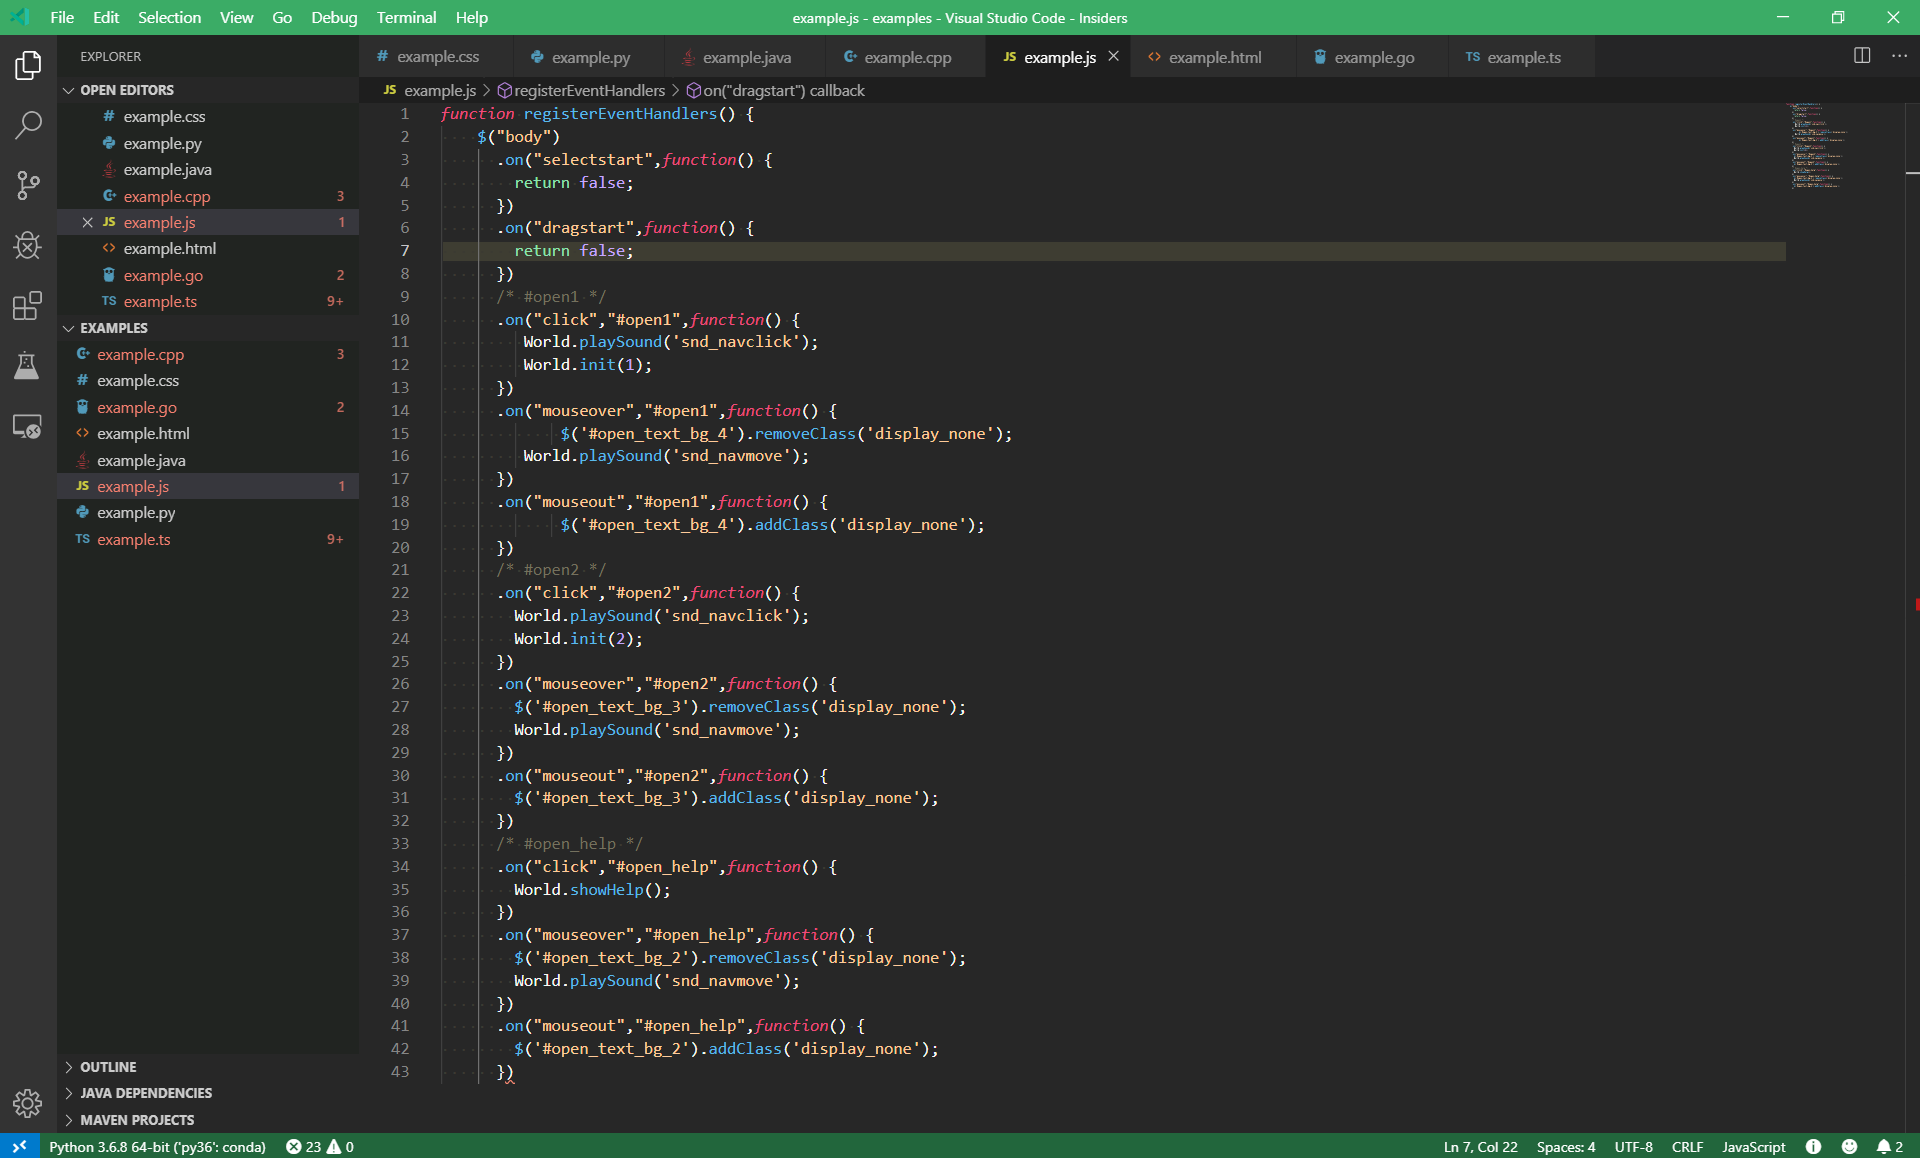 File Edit Selection View Go Debug Terminal Help
example.js - examples - Visual Studio Code - Insiders
EXPLORER
OPEN EDITORS
# example.css
example.py
example.java
example.cpp 3
JS example.js 1
<> example.html
example.go 2
TS example.ts 9+
EXAMPLES
example.cpp 3
# example.css
example.go 2
<> example.html
example.java
JS example.js 1
example.py
TS example.ts 9+
OUTLINE
JAVA DEPENDENCIES
MAVEN PROJECTS
# example.css
example.py
example.java
example.cpp
JS example.js
<> example.html
example.go
TS example.ts
JS example.js > registerEventHandlers > on("dragstart") callback
1 function registerEventHandlers() {
2 $("body")
3 .on("selectstart",function() {
4 return false;
5 })
6 .on("dragstart",function() {
7 return false;
8 })
9 /* #open1 */
10 .on("click","#open1",function() {
11 World.playSound('snd_navclick');
12 World.init(1);
13 })
14 .on("mouseover","#open1",function() {
15 $('#open_text_bg_4').removeClass('display_none');
16 World.playSound('snd_navmove');
17 })
18 .on("mouseout","#open1",function() {
19 $('#open_text_bg_4').addClass('display_none');
20 })
21 /* #open2 */
22 .on("click","#open2",function() {
23 World.playSound('snd_navclick');
24 World.init(2);
25 })
26 .on("mouseover","#open2",function() {
27 $('#open_text_bg_3').removeClass('display_none');
28 World.playSound('snd_navmove');
29 })
30 .on("mouseout","#open2",function() {
31 $('#open_text_bg_3').addClass('display_none');
32 })
33 /* #open_help */
34 .on("click","#open_help",function() {
35 World.showHelp();
36 })
37 .on("mouseover","#open_help",function() {
38 $('#open_text_bg_2').removeClass('display_none');
39 World.playSound('snd_navmove');
40 })
41 .on("mouseout","#open_help",function() {
42 $('#open_text_bg_2').addClass('display_none');
43 })
Python 3.6.8 64-bit ('py36': conda) 23 0
Ln 7, Col 22 Spaces: 4 UTF-8 CRLF JavaScript 2